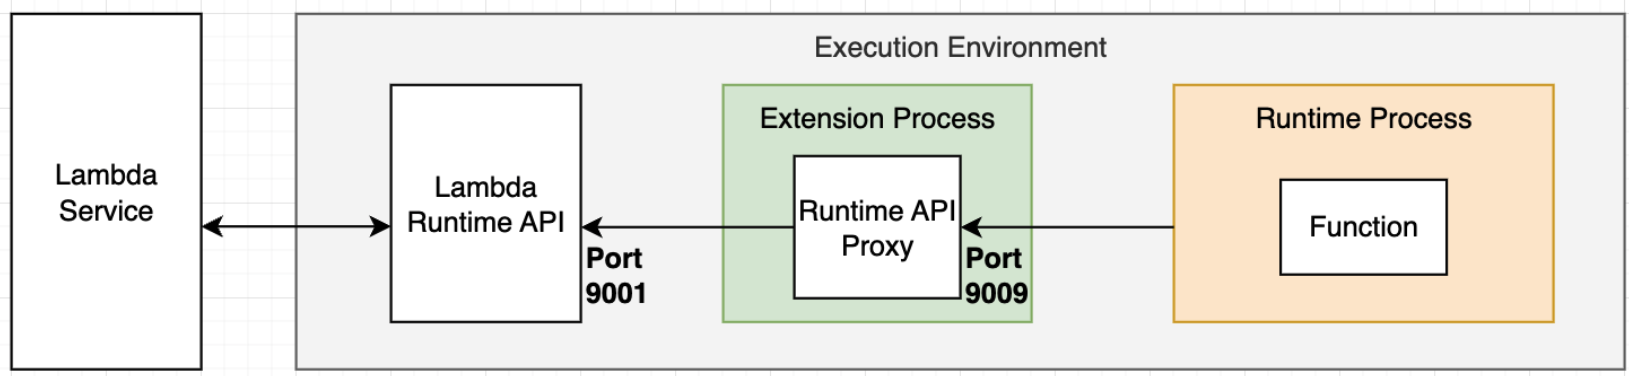 Execution Environment
Lambda
Service
Lambda
Runtime API
Port
9001
Extension Process
Runtime API
Proxy
Port
9009
Runtime Process
Function